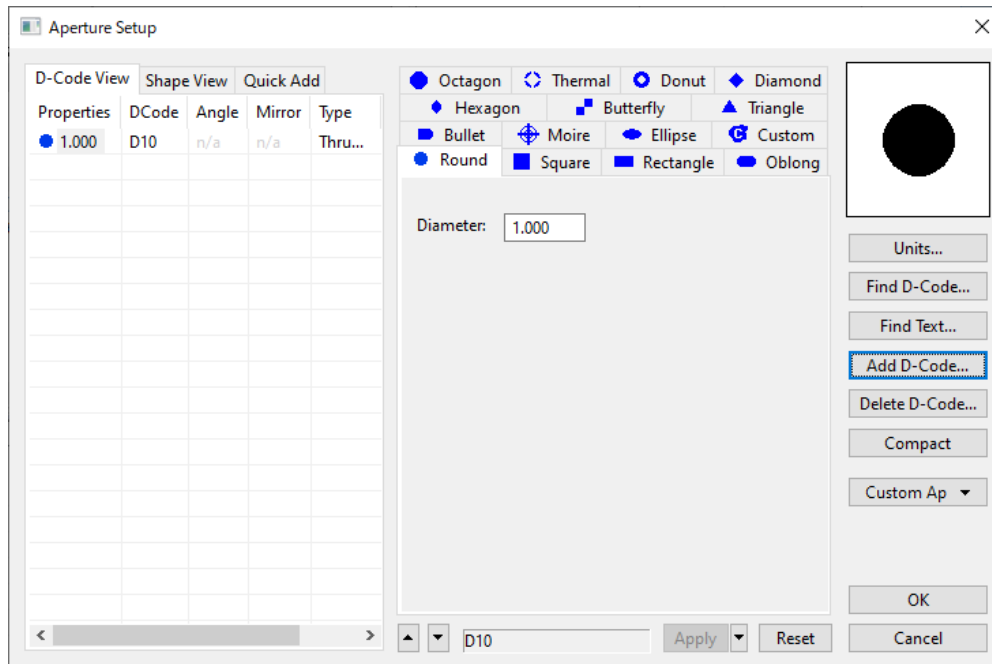 Aperture Setup
D-Code View Shape View Quick Add
Properties DCode Angle Mirror Type
1.000 D10 n/a n/a Thru...
Octagon Thermal Donut Diamond
Hexagon Butterfly Triangle
Bullet Moire Ellipse Custom
Round Square Rectangle Oblong
Diameter: 1.000
Units...
Find D-Code...
Find Text...
Add D-Code...
Delete D-Code...
Compact
Custom Ap
OK
D10 Apply Reset Cancel